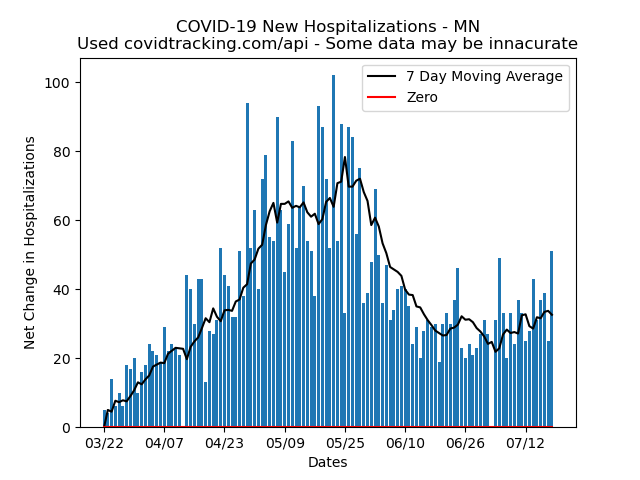 COVID-19 New Hospitalizations - MN
Used covidtracking.com/api - Some data may be innacurate
7 Day Moving Average
Zero
Net Change in Hospitalizations
100
80
60
40
20
0
03/22 04/07 04/23 05/09 05/25 06/10 06/26 07/12
Dates